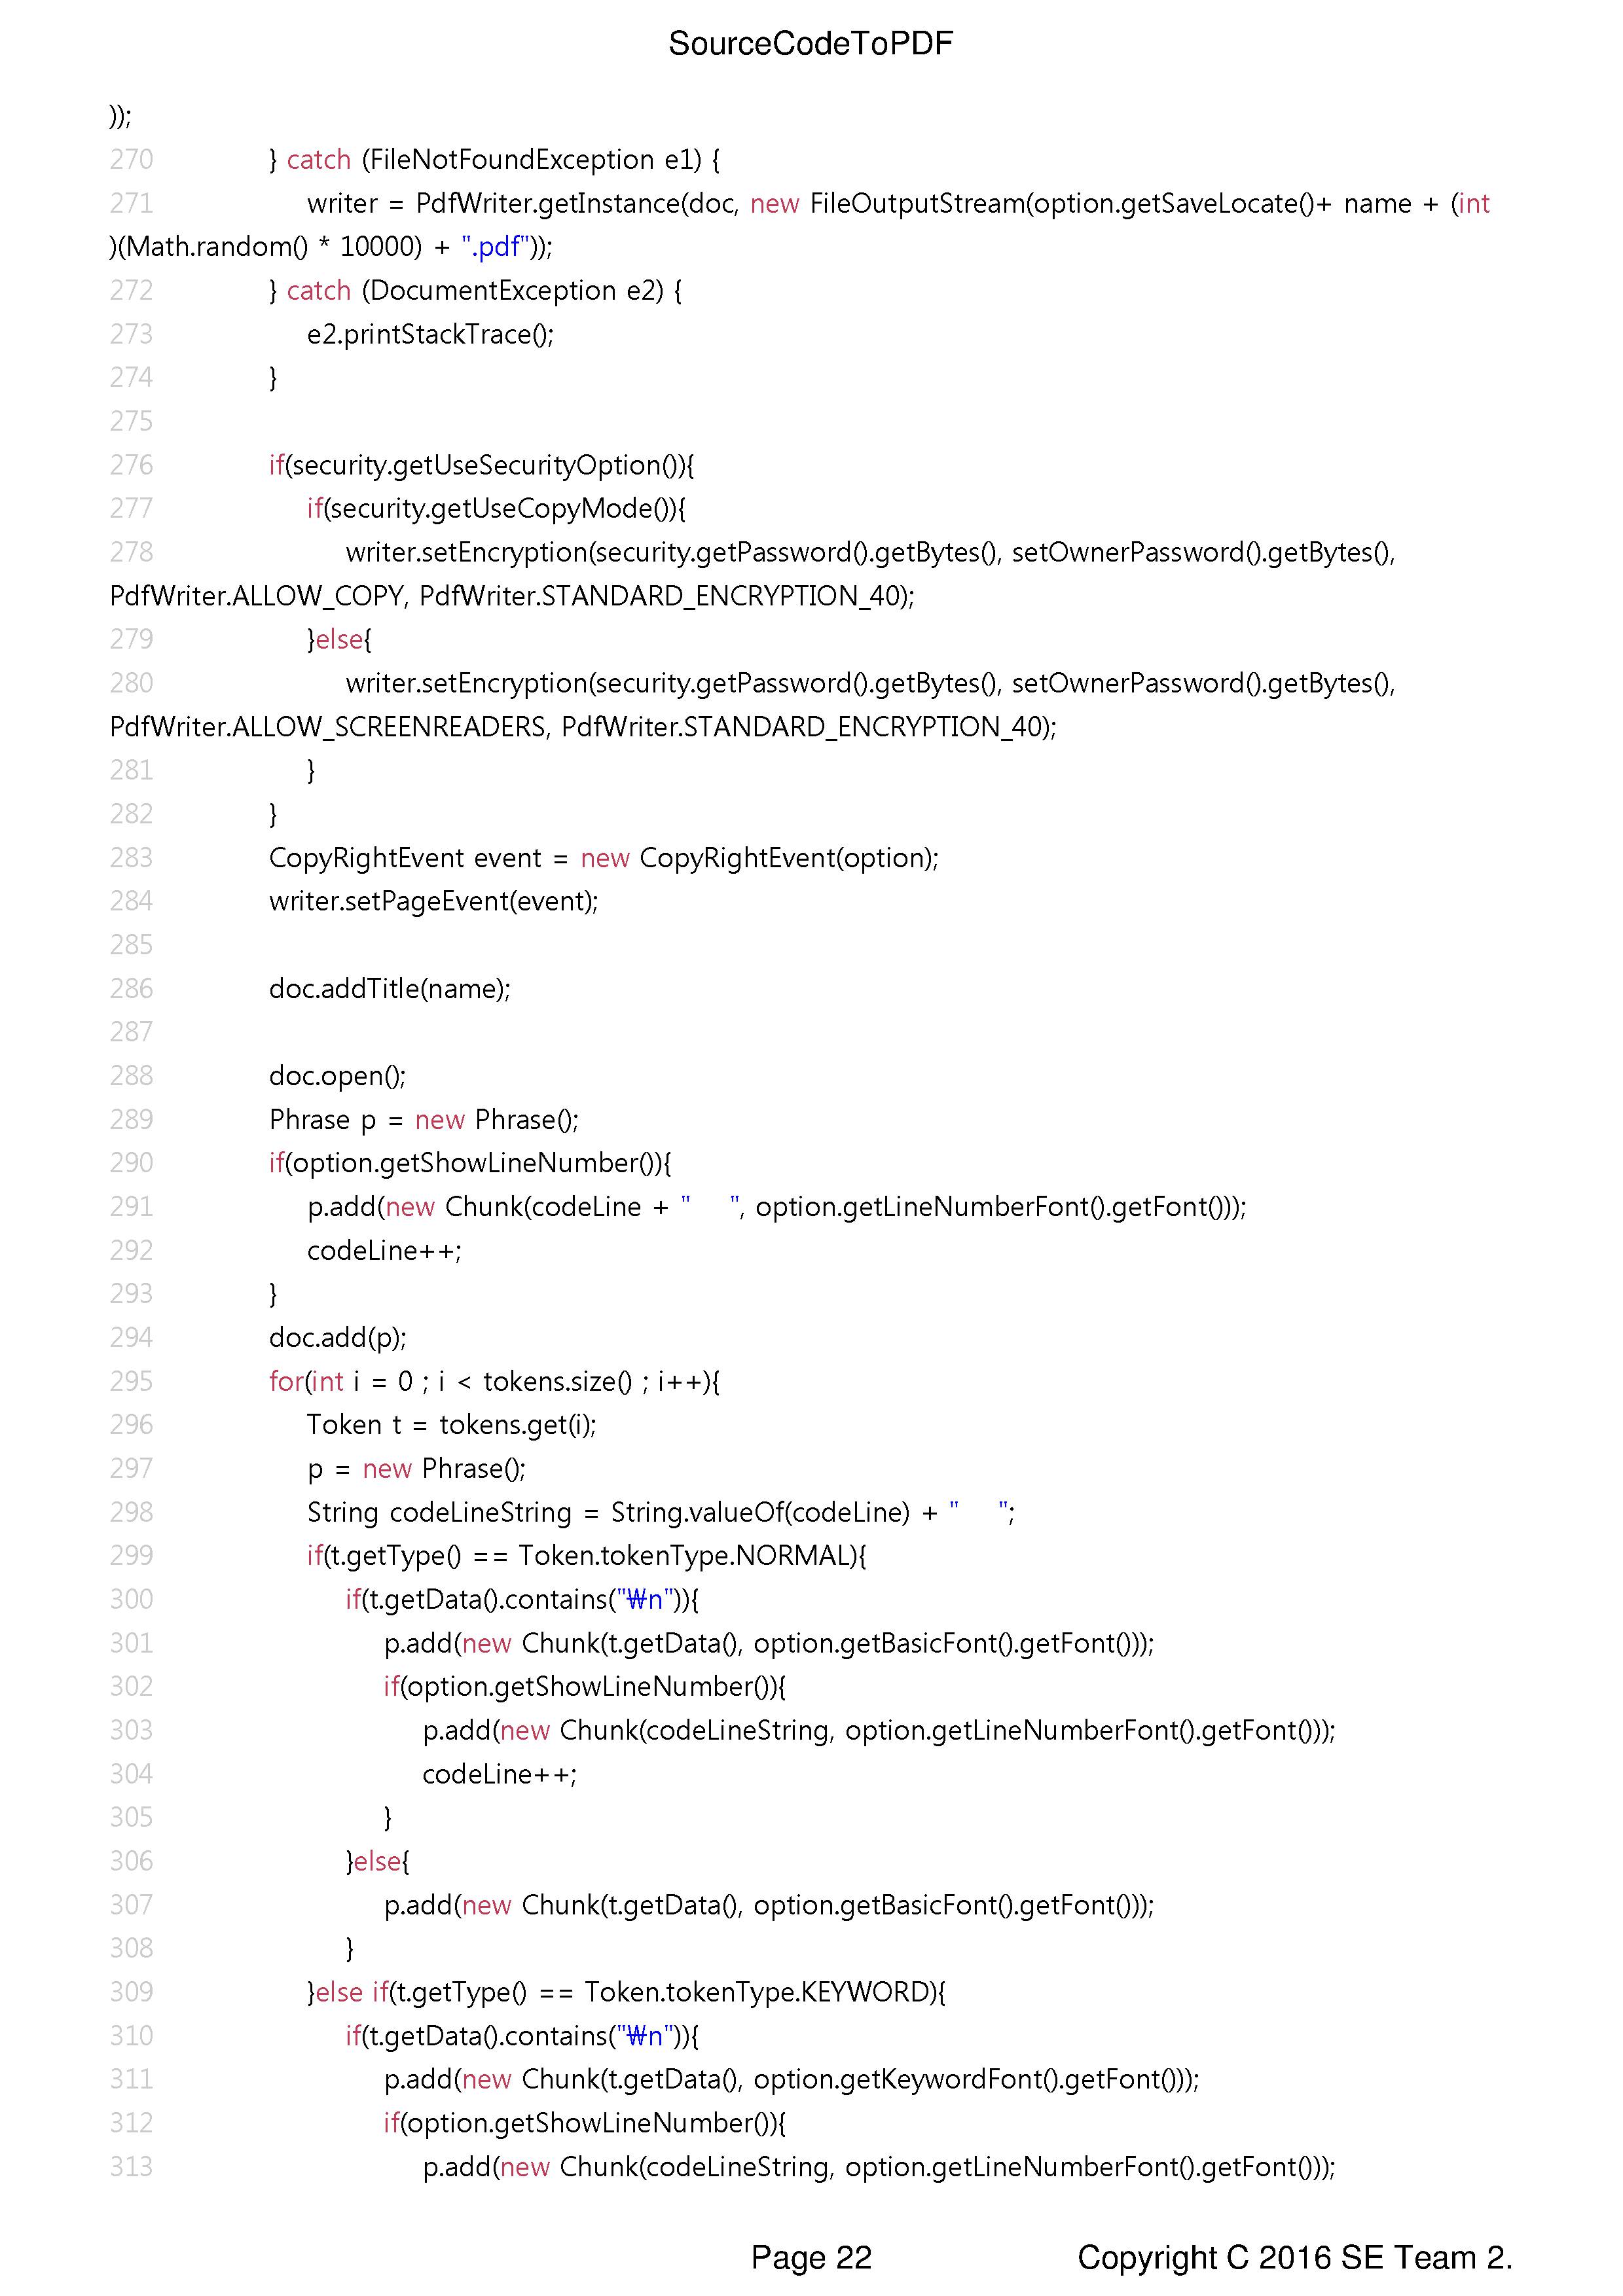 SourceCodeToPDF
));
270 } catch (FileNotFoundException e1) {
271 writer = PdfWriter.getInstance(doc, new FileOutputStream(option.getSaveLocate()+ name + (int
)(Math.random() * 10000) + ".pdf"));
272 } catch (DocumentException e2) {
273 e2.printStackTrace();
274 }
275
276 if(security.getUseSecurityOption()){
277 if(security.getUseCopyMode()){
278 writer.setEncryption(security.getPassword().getBytes(), setOwnerPassword().getBytes(),
PdfWriter.ALLOW_COPY, PdfWriter.STANDARD_ENCRYPTION_40);
279 }else{
280 writer.setEncryption(security.getPassword().getBytes(), setOwnerPassword().getBytes(),
PdfWriter.ALLOW_SCREENREADERS, PdfWriter.STANDARD_ENCRYPTION_40);
281 }
282 }
283 CopyRightEvent event = new CopyRightEvent(option);
284 writer.setPageEvent(event);
285
286 doc.addTitle(name);
287
288 doc.open();
289 Phrase p = new Phrase();
290 if(option.getShowLineNumber()){
291 p.add(new Chunk(codeLine + "    ", option.getLineNumberFont().getFont()));
292 codeLine++;
293 }
294 doc.add(p);
295 for(int i = 0 ; i < tokens.size() ; i++){
296 Token t = tokens.get(i);
297 p = new Phrase();
298 String codeLineString = String.valueOf(codeLine) + "    ";
299 if(t.getType() == Token.tokenType.NORMAL){
300 if(t.getData().contains("₩n")){
301 p.add(new Chunk(t.getData(), option.getBasicFont().getFont()));
302 if(option.getShowLineNumber()){
303 p.add(new Chunk(codeLineString, option.getLineNumberFont().getFont()));
304 codeLine++;
305 }
306 }else{
307 p.add(new Chunk(t.getData(), option.getBasicFont().getFont()));
308 }
309 }else if(t.getType() == Token.tokenType.KEYWORD){
310 if(t.getData().contains("₩n")){
311 p.add(new Chunk(t.getData(), option.getKeywordFont().getFont()));
312 if(option.getShowLineNumber()){
313 p.add(new Chunk(codeLineString, option.getLineNumberFont().getFont()));
Page 22 Copyright C 2016 SE Team 2.